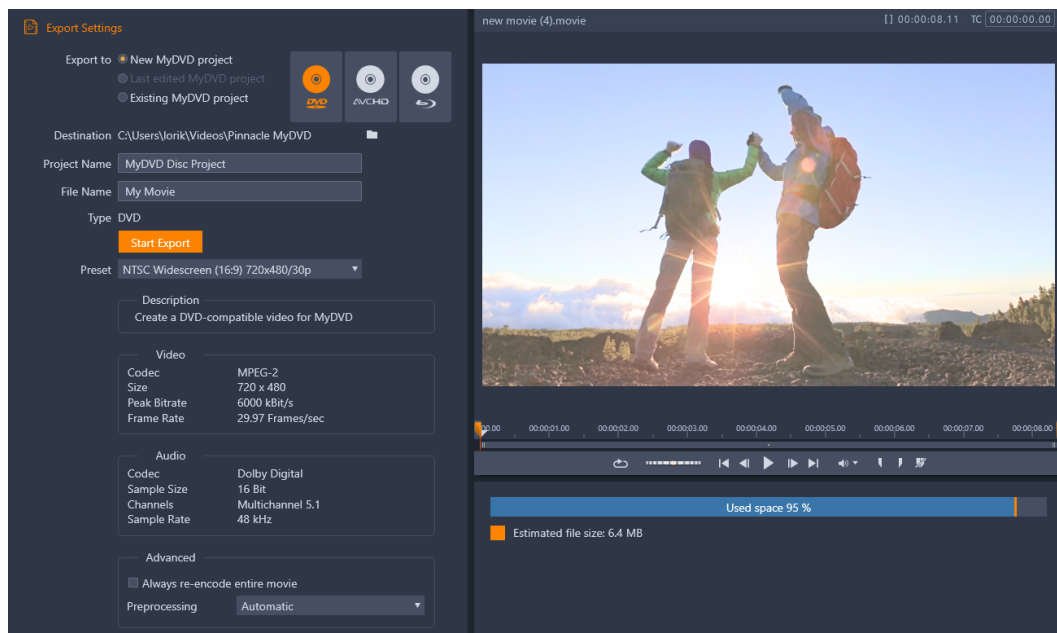 Export Settings
Export to New MyDVD project
Last edited MyDVD project
Existing MyDVD project
DVD AVCHD
Destination C:\Users\lorik\Videos\Pinnacle MyDVD
Project Name MyDVD Disc Project
File Name My Movie
Type DVD
Start Export
Preset NTSC Widescreen (16:9) 720x480/30p
Description
Create a DVD-compatible video for MyDVD
Video
Codec MPEG-2
Size 720 x 480
Peak Bitrate 6000 kBit/s
Frame Rate 29.97 Frames/sec
Audio
Codec Dolby Digital
Sample Size 16 Bit
Channels Multichannel 5.1
Sample Rate 48 kHz
Advanced
Always re-encode entire movie
Preprocessing Automatic
new movie (4).movie [] 00:00:08.11 TC 00:00:00.00
00.00 00:00;01.00 00:00;02.00 00:00;03.00 00:00;04.00 00:00;05.00 00:00;06.00 00:00;07.00 00:00;08.00
Used space 95 %
Estimated file size: 6.4 MB